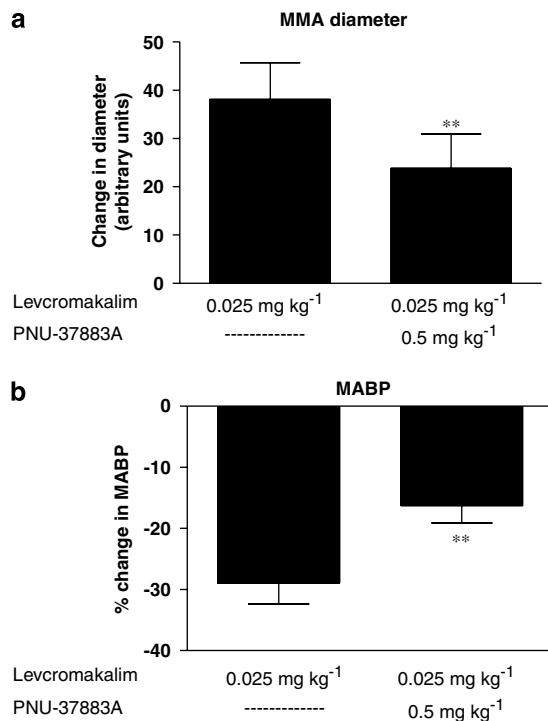 a
MMA diameter
Change in diameter
(arbitrary units)
50
40
30
20
10
0
**
Levcromakalim 0.025 mg kg⁻¹ 0.025 mg kg⁻¹
PNU-37883A ------------- 0.5 mg kg⁻¹
b
MABP
% change in MABP
0
-10
-20
-30
-40
**
Levcromakalim 0.025 mg kg⁻¹ 0.025 mg kg⁻¹
PNU-37883A ------------- 0.5 mg kg⁻¹